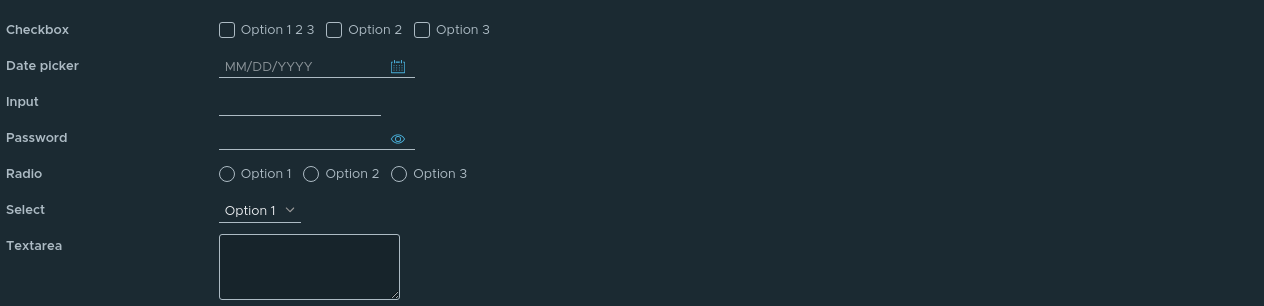 Checkbox Option 1 2 3 Option 2 Option 3
Date picker MM/DD/YYYY
Input
Password
Radio Option 1 Option 2 Option 3
Select Option 1
Textarea